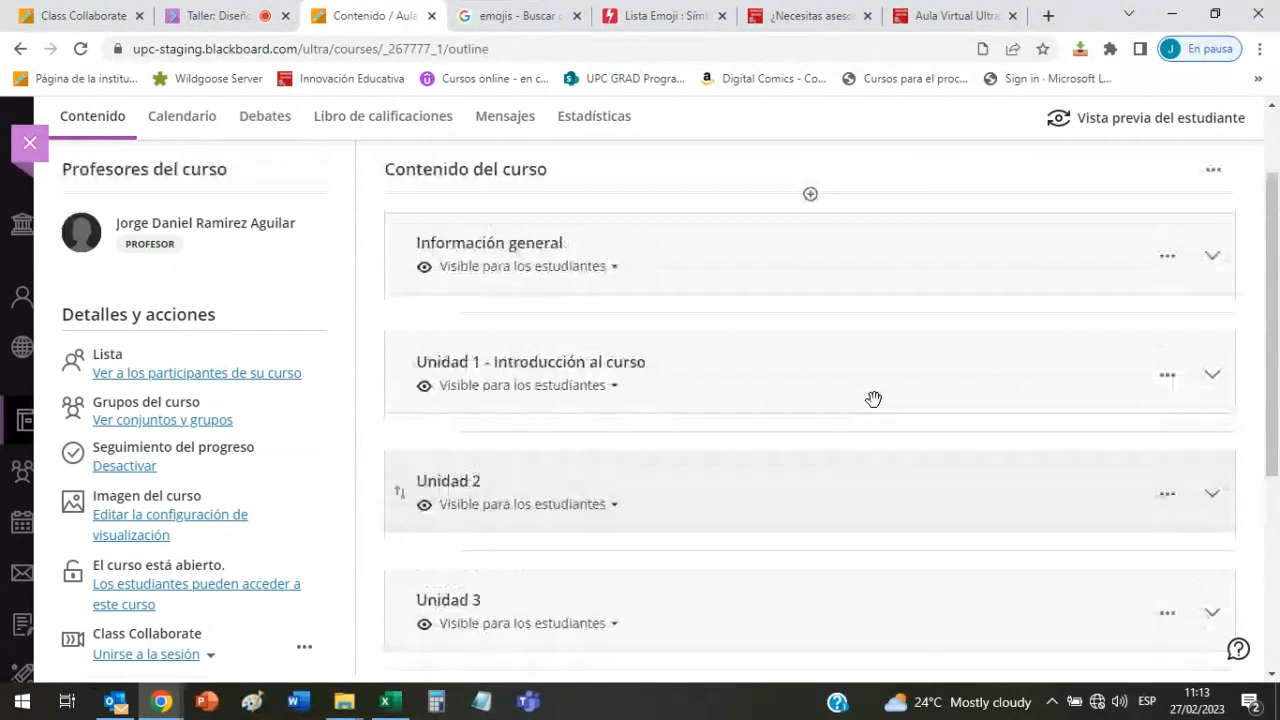 Class Collaborate
Taller: Diseño
Contenido / Aula
emojis - Buscar c
Lista Emoji : Símb
¿Necesitas asesc
Aula Virtual Ultra.
upc-staging.blackboard.com/ultra/courses/_267777_1/outline
J En pausa
Página de la institu...
Wildgoose Server
Innovación Educativa
Cursos online - en c...
UPC GRAD Progra...
Digital Comics - Co...
Cursos para el proc...
Sign in - Microsoft L...
»
Contenido
Calendario
Debates
Libro de calificaciones
Mensajes
Estadísticas
Vista previa del estudiante
Profesores del curso
Jorge Daniel Ramirez Aguilar
PROFESOR
Detalles y acciones
Lista
Ver a los participantes de su curso
Grupos del curso
Ver conjuntos y grupos
Seguimiento del progreso
Desactivar
Imagen del curso
Editar la configuración de
visualización
El curso está abierto.
Los estudiantes pueden acceder a
este curso
Class Collaborate
Unirse a la sesión
Contenido del curso
Información general
Visible para los estudiantes
Unidad 1 - Introducción al curso
Visible para los estudiantes
Unidad 2
Visible para los estudiantes
Unidad 3
Visible para los estudiantes
24°C Mostly cloudy
ESP
11:13
27/02/2023
2